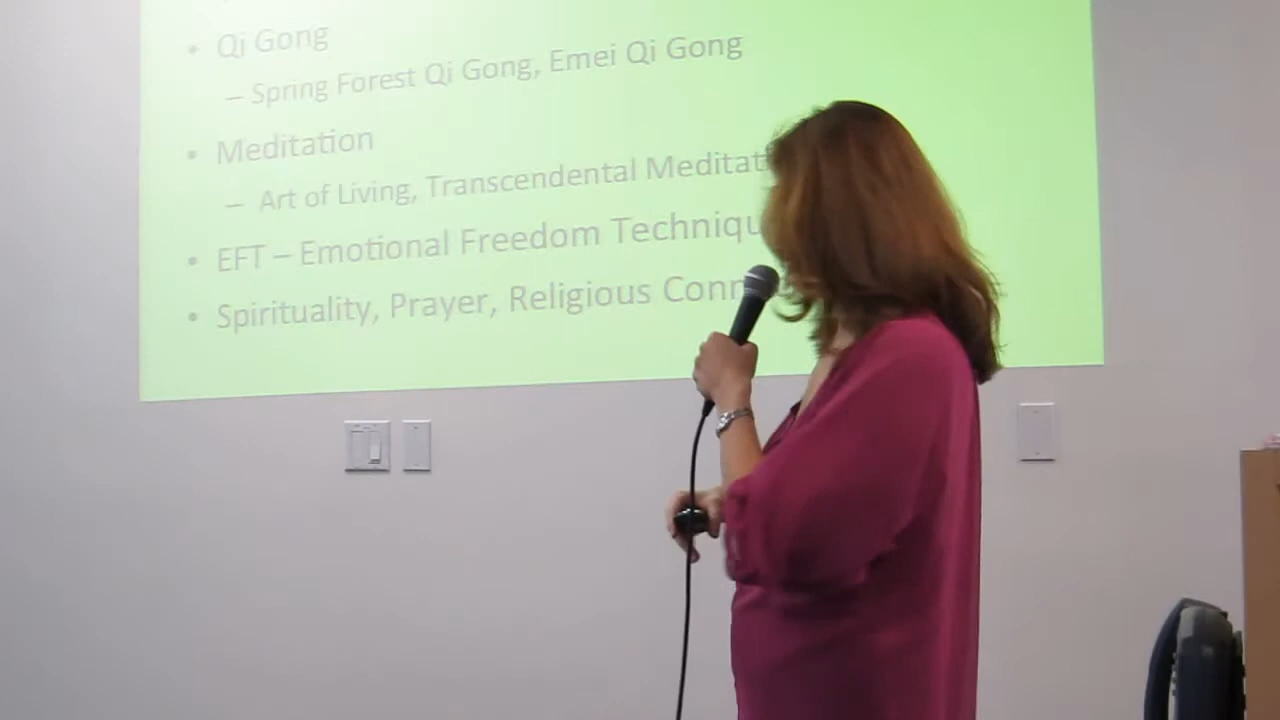 • Qi Gong
– Spring Forest Qi Gong, Emei Qi Gong
• Meditation
– Art of Living, Transcendental Meditati
• EFT – Emotional Freedom Techniqu
• Spirituality, Prayer, Religious Conn